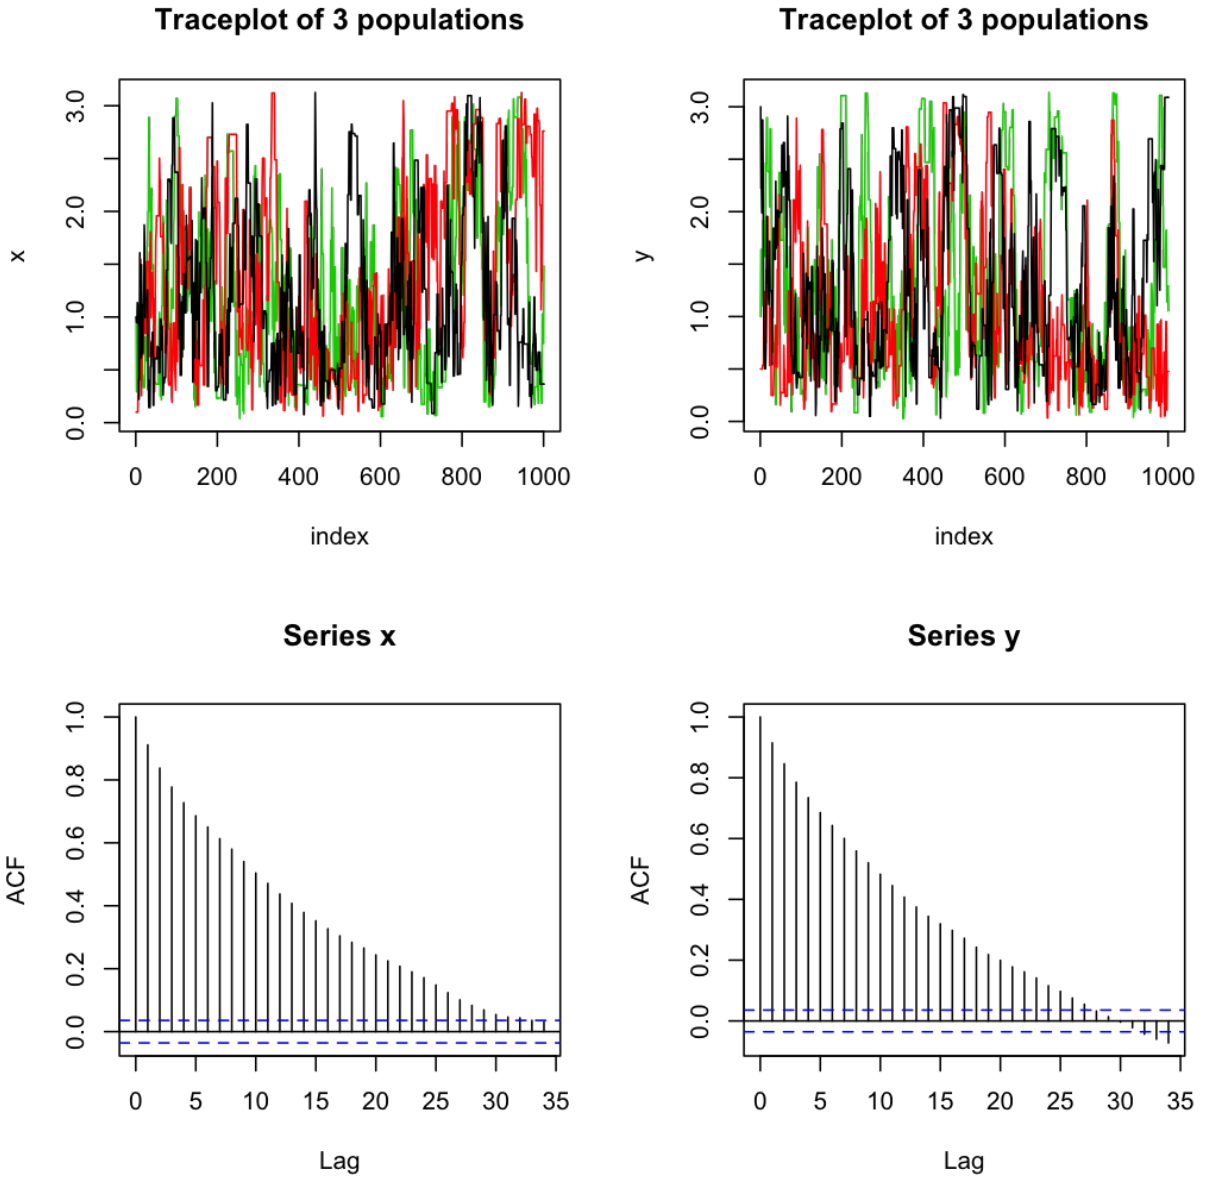 Traceplot of 3 populations
x
0.0 1.0 2.0 3.0
0 200 400 600 800 1000
index
Traceplot of 3 populations
y
0.0 1.0 2.0 3.0
0 200 400 600 800 1000
index
Series x
ACF
0.0 0.2 0.4 0.6 0.8 1.0
0 5 10 15 20 25 30 35
Lag
Series y
ACF
0.0 0.2 0.4 0.6 0.8 1.0
0 5 10 15 20 25 30 35
Lag